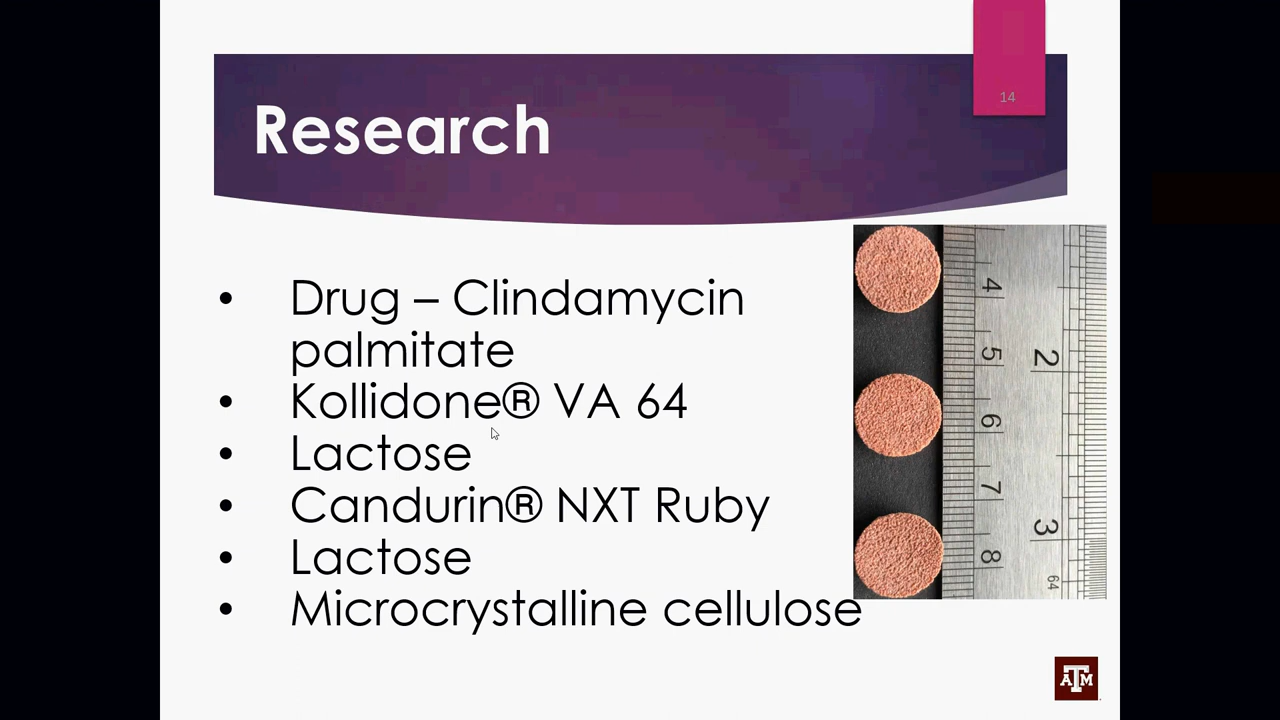 14
Research
• Drug – Clindamycin
palmitate
• Kollidone® VA 64
• Lactose
• Candurin® NXT Ruby
• Lactose
• Microcrystalline cellulose
4
5
6
7
8
2
3
64
ATM